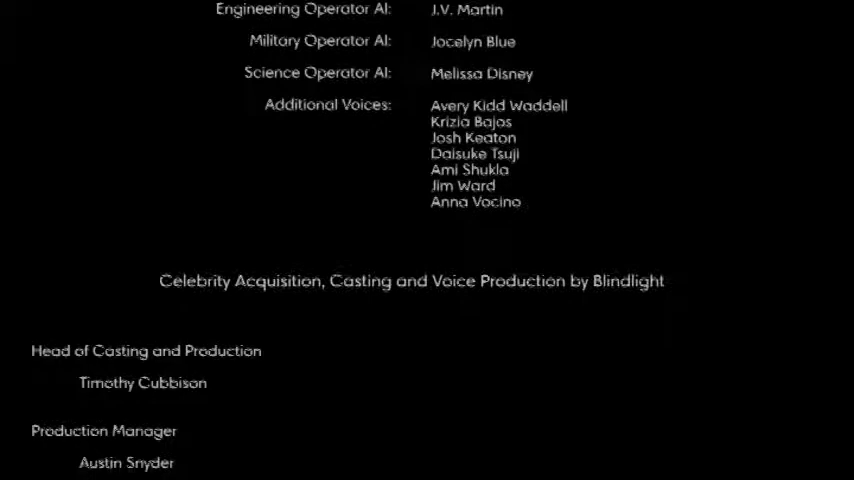 Engineering Operator AI: J.V. Martin
Military Operator AI: Jocelyn Blue
Science Operator AI: Melissa Disney
Additional Voices: Avery Kidd Waddell
Krizia Bajos
Josh Keaton
Daisuke Tsuji
Ami Shukla
Jim Ward
Anna Vocino
Celebrity Acquisition, Casting and Voice Production by Blindlight
Head of Casting and Production
Timothy Cubbison
Production Manager
Austin Snyder